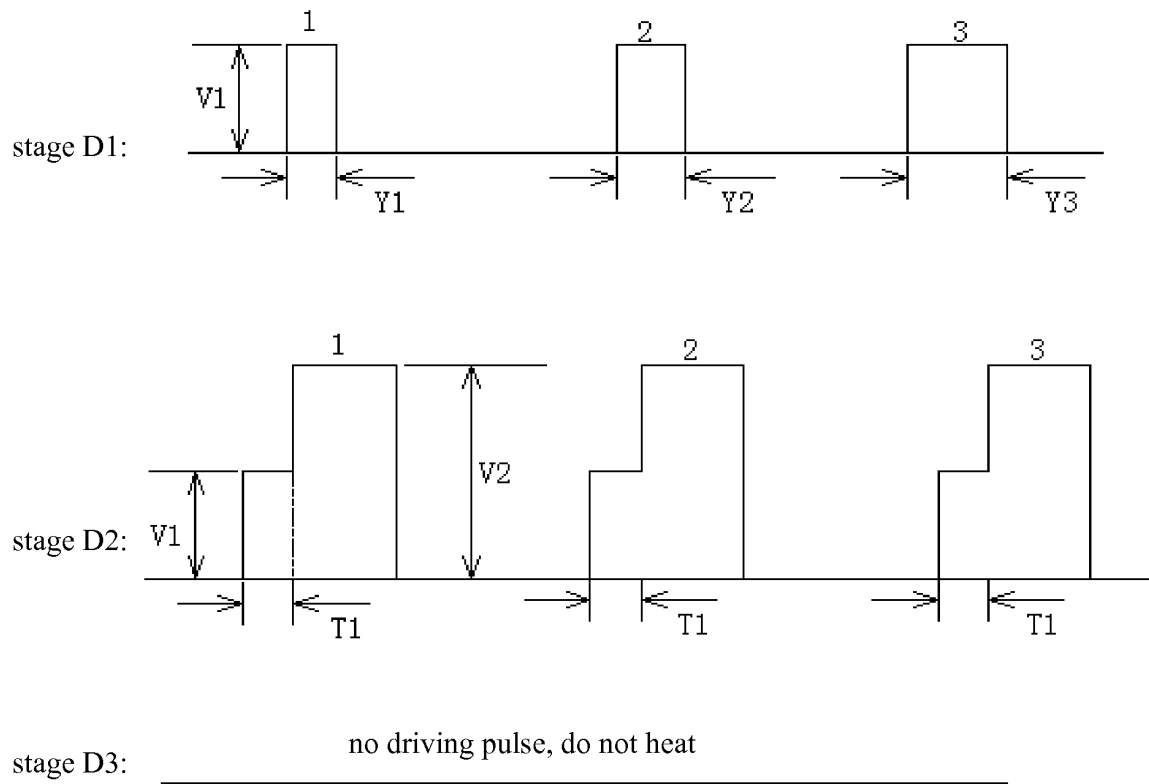 1 2 3
V1
stage D1:
Y1 Y2 Y3
1 2 3
V2
V1
stage D2:
T1 T1 T1
no driving pulse, do not heat
stage D3: